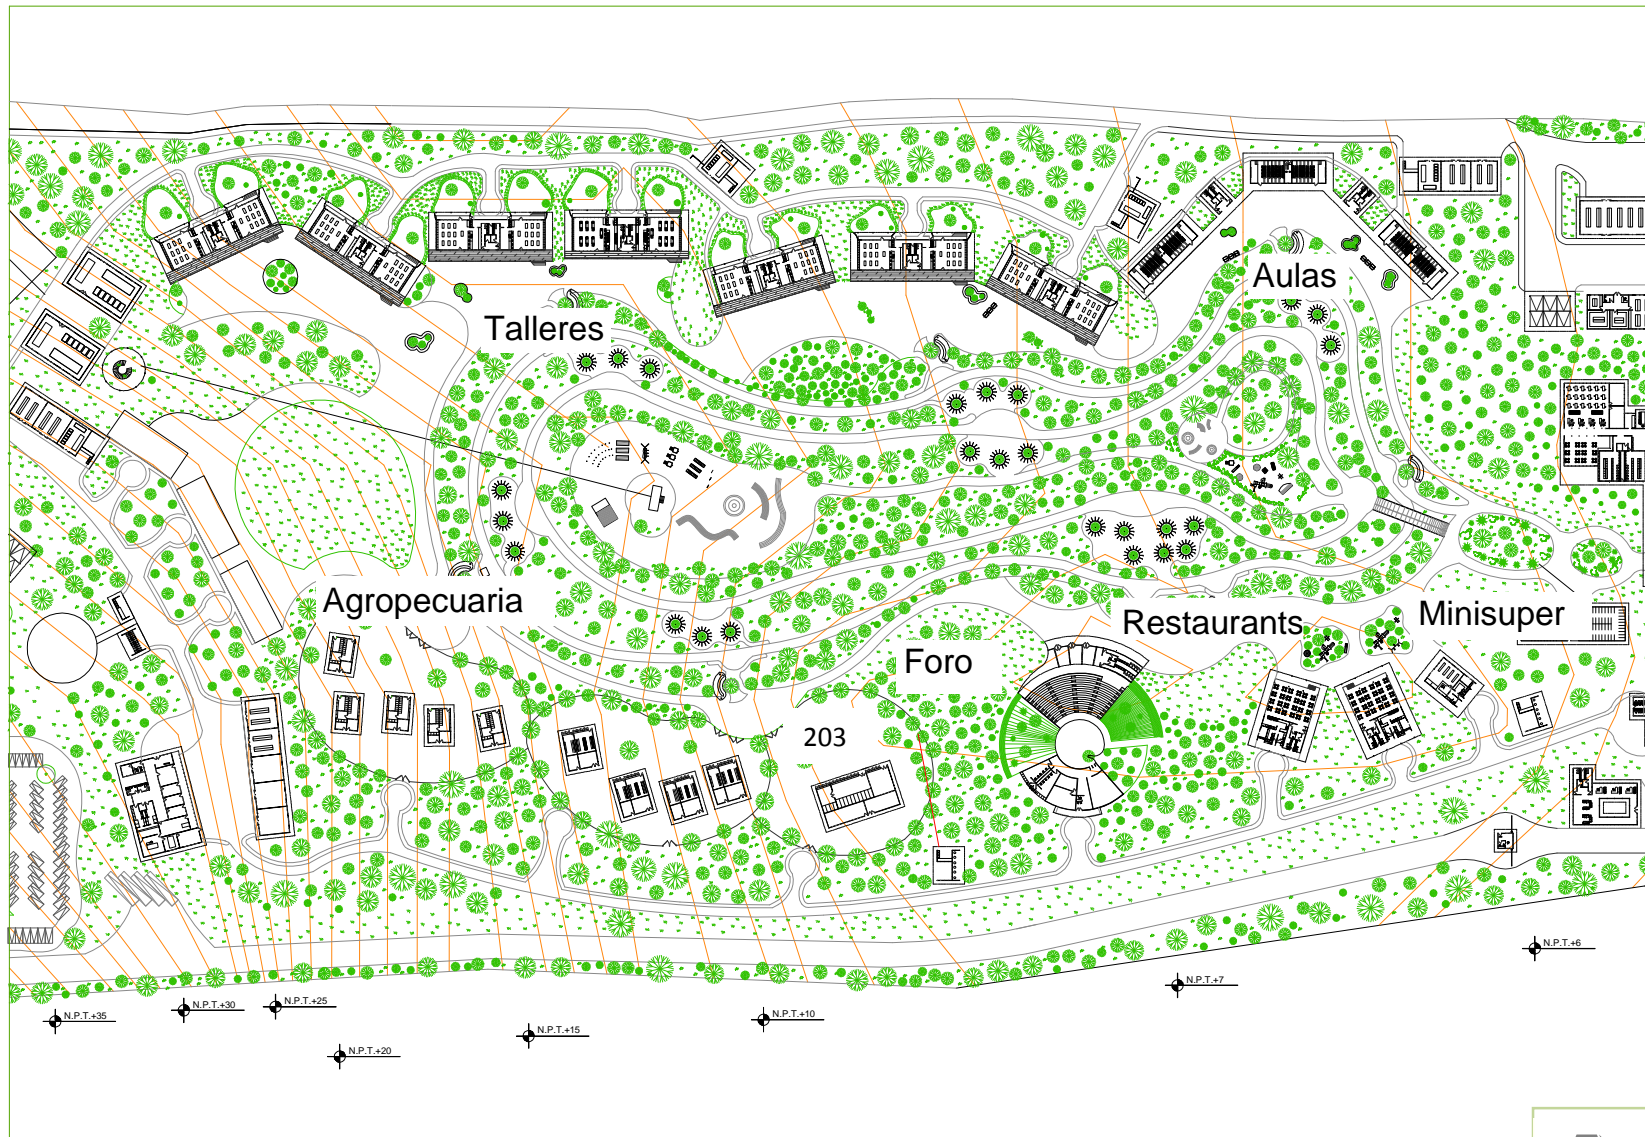 Aulas
Talleres
Agropecuaria
Minisuper
Restaurants
Foro
203
N.P.T.+6
N.P.T.+7
N.P.T.+35
N.P.T.+30
N.P.T.+25
N.P.T.+10
N.P.T.+15
N.P.T.+20